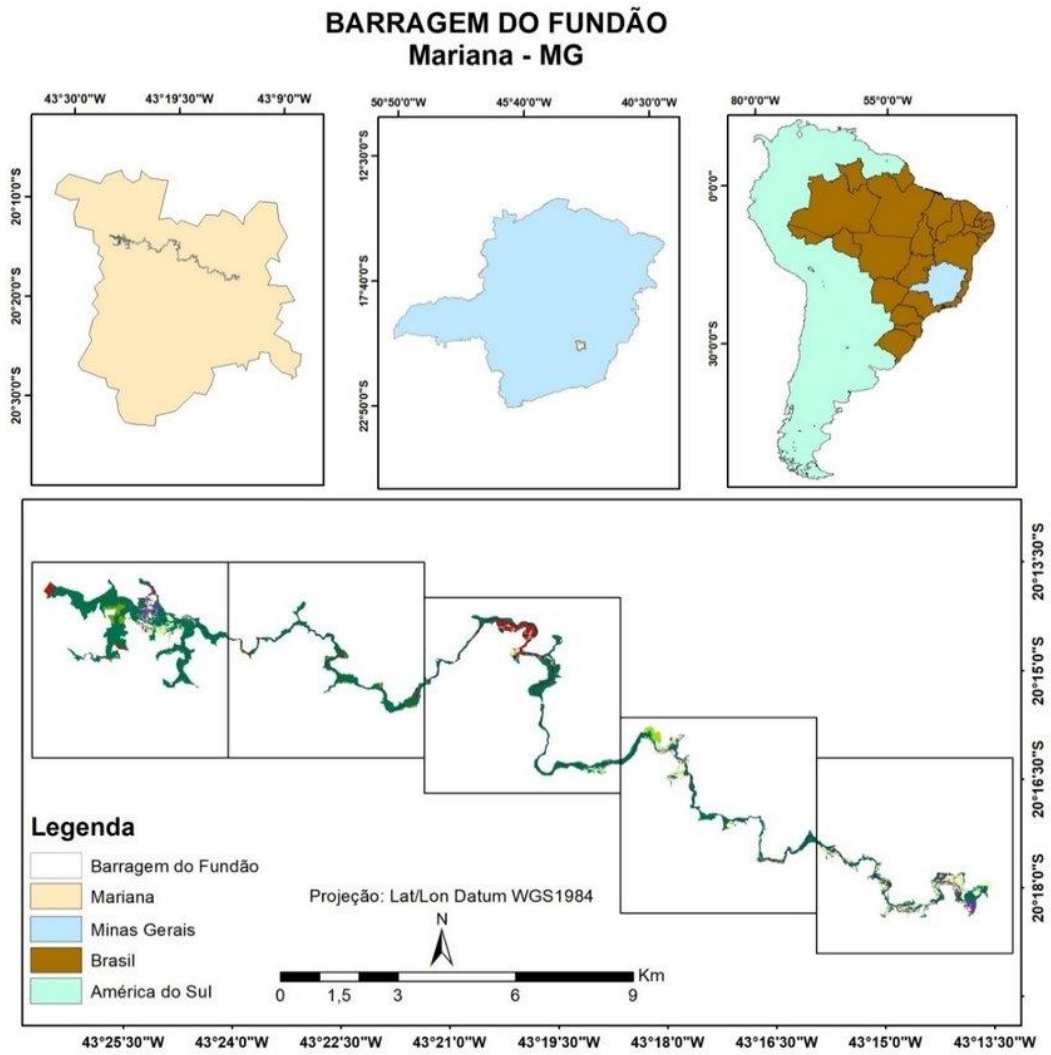 BARRAGEM DO FUNDÃO
Mariana - MG
43°30'0"W 43°19'30"W 43°9'0"W
20°10'0"S
20°20'0"S
20°30'0"S
50°50'0"W 45°40'0"W 40°30'0"W
12°30'0"S
17°40'0"S
22°50'0"S
80°0'0"W 55°0'0"W
0°0'0"
30°0'0"S
20°13'30"S
20°15'0"S
20°16'30"S
20°18'0"S
Legenda
Barragem do Fundão
Mariana
Minas Gerais
Brasil
América do Sul
Projeção: Lat/Lon Datum WGS1984
N
Km
0 1,5 3 6 9
43°25'30"W 43°24'0"W 43°22'30"W 43°21'0"W 43°19'30"W 43°18'0"W 43°16'30"W 43°15'0"W 43°13'30"S